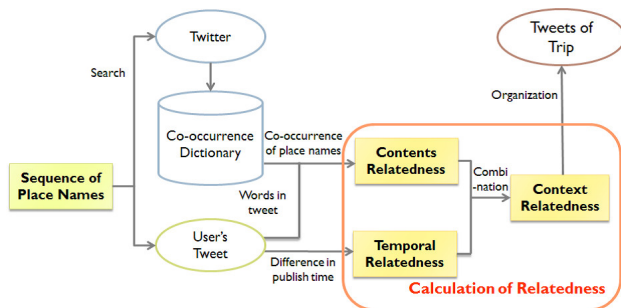 Twitter
Tweets of
Trip
Search
Organization
Co-occurrence
Dictionary
Co-occurrence
of place names
Contents
Relatedness
Combi
-nation
Context
Relatedness
Sequence of
Place Names
Words in
tweet
User's
Tweet
Difference in
publish time
Temporal
Relatedness
Calculation of Relatedness